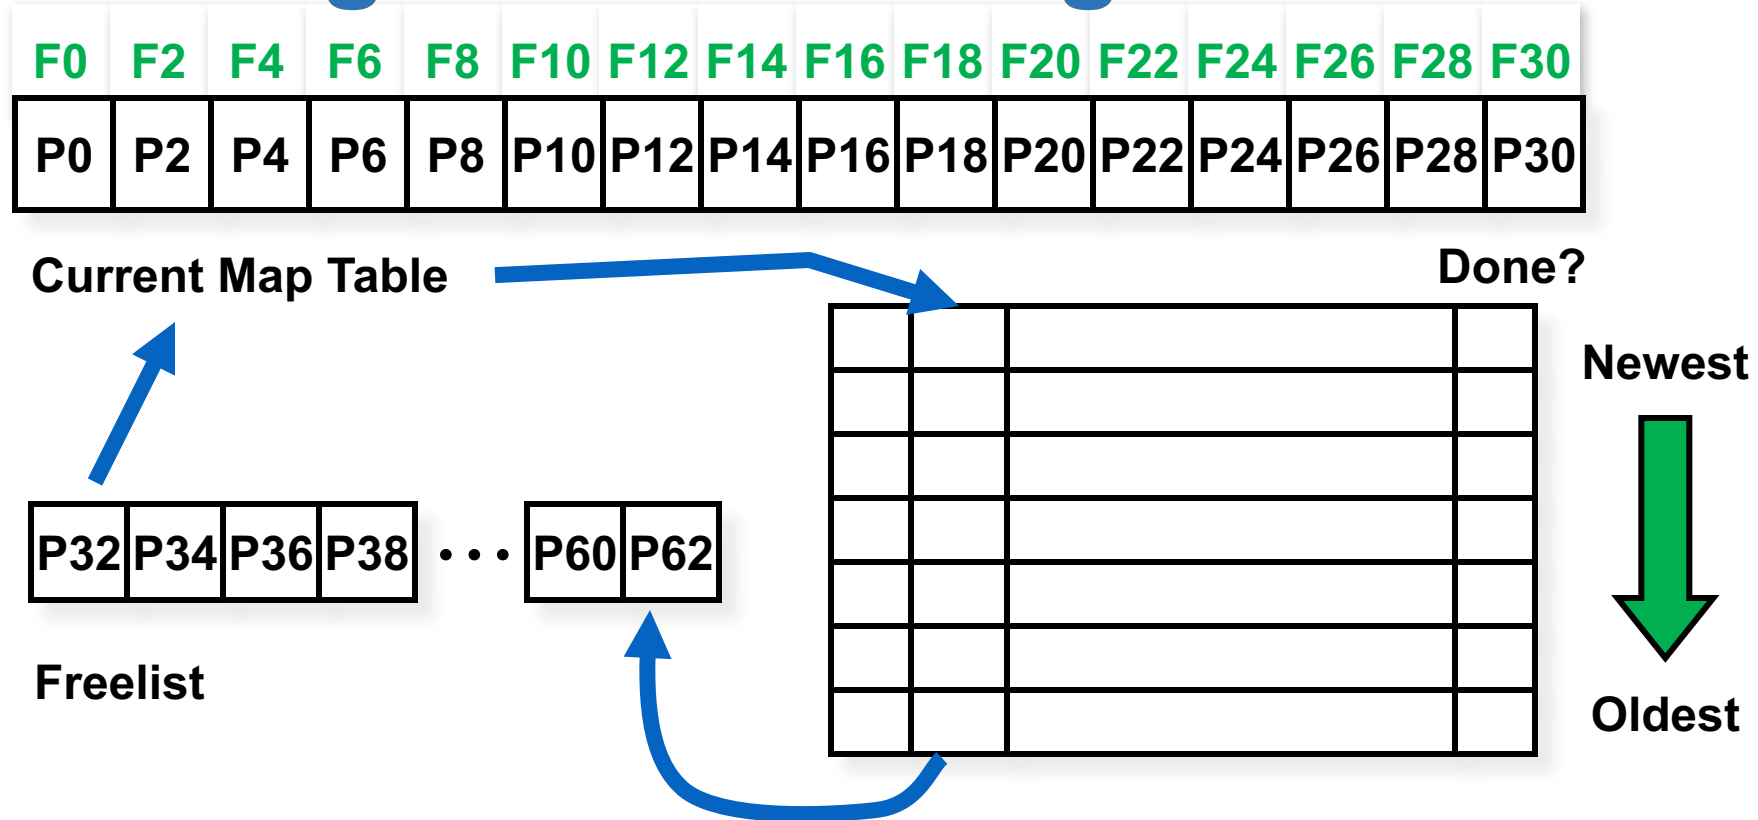 F0 F2 F4 F6 F8 F10 F12 F14 F16 F18 F20 F22 F24 F26 F28 F30
P0 P2 P4 P6 P8 P10 P12 P14 P16 P18 P20 P22 P24 P26 P28 P30
Current Map Table
Done?
Newest
P32 P34 P36 P38 ... P60 P62
Freelist
Oldest